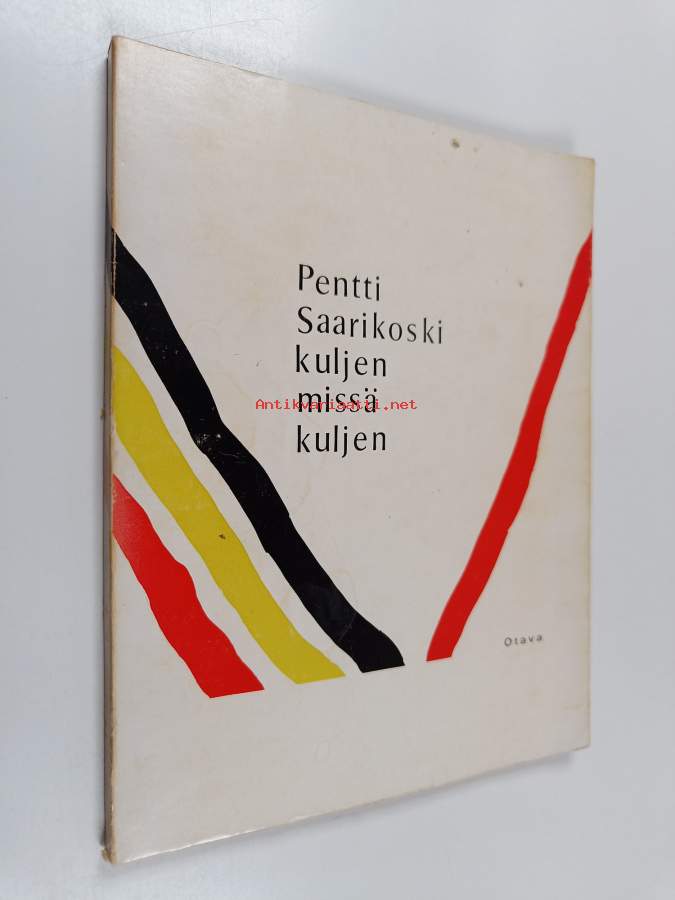 Pentti
Saarikoski
kuljen
missä
Antikvariaatti.net
kuljen
Otava